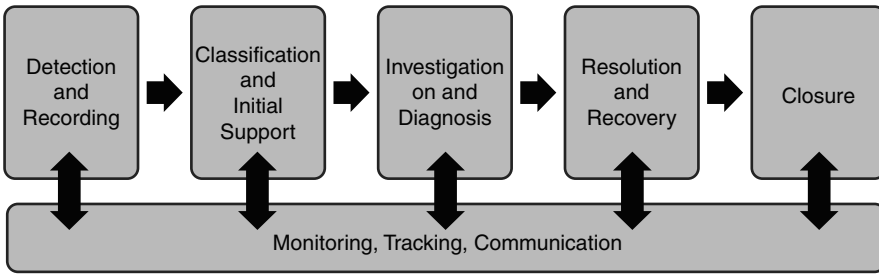 Detection
and
Recording
Classification
and
Initial
Support
Investigation
on and
Diagnosis
Resolution
and
Recovery
Closure
Monitoring, Tracking, Communication